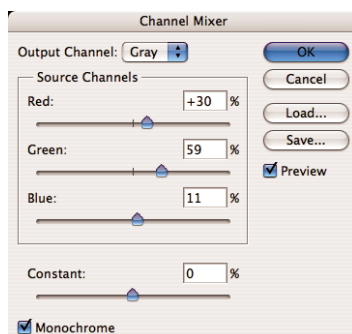 Channel Mixer
Output Channel: Gray
OK
Source Channels
Cancel
Red: +30 %
Load...
Save...
Green: 59 %
Preview
Blue: 11 %
Constant: 0 %
Monochrome